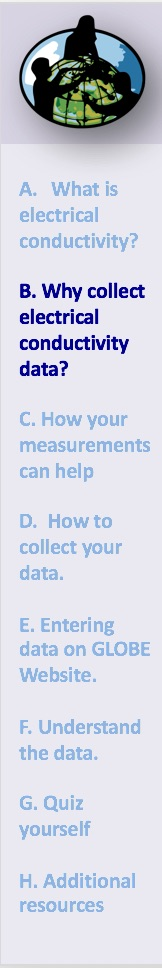 A. What is
electrical
conductivity?
B. Why collect
electrical
conductivity
data?
C. How your
measurements
can help
D. How to
collect your
data.
E. Entering
data on GLOBE
Website.
F. Understand
the data.
G. Quiz
yourself
H. Additional
resources